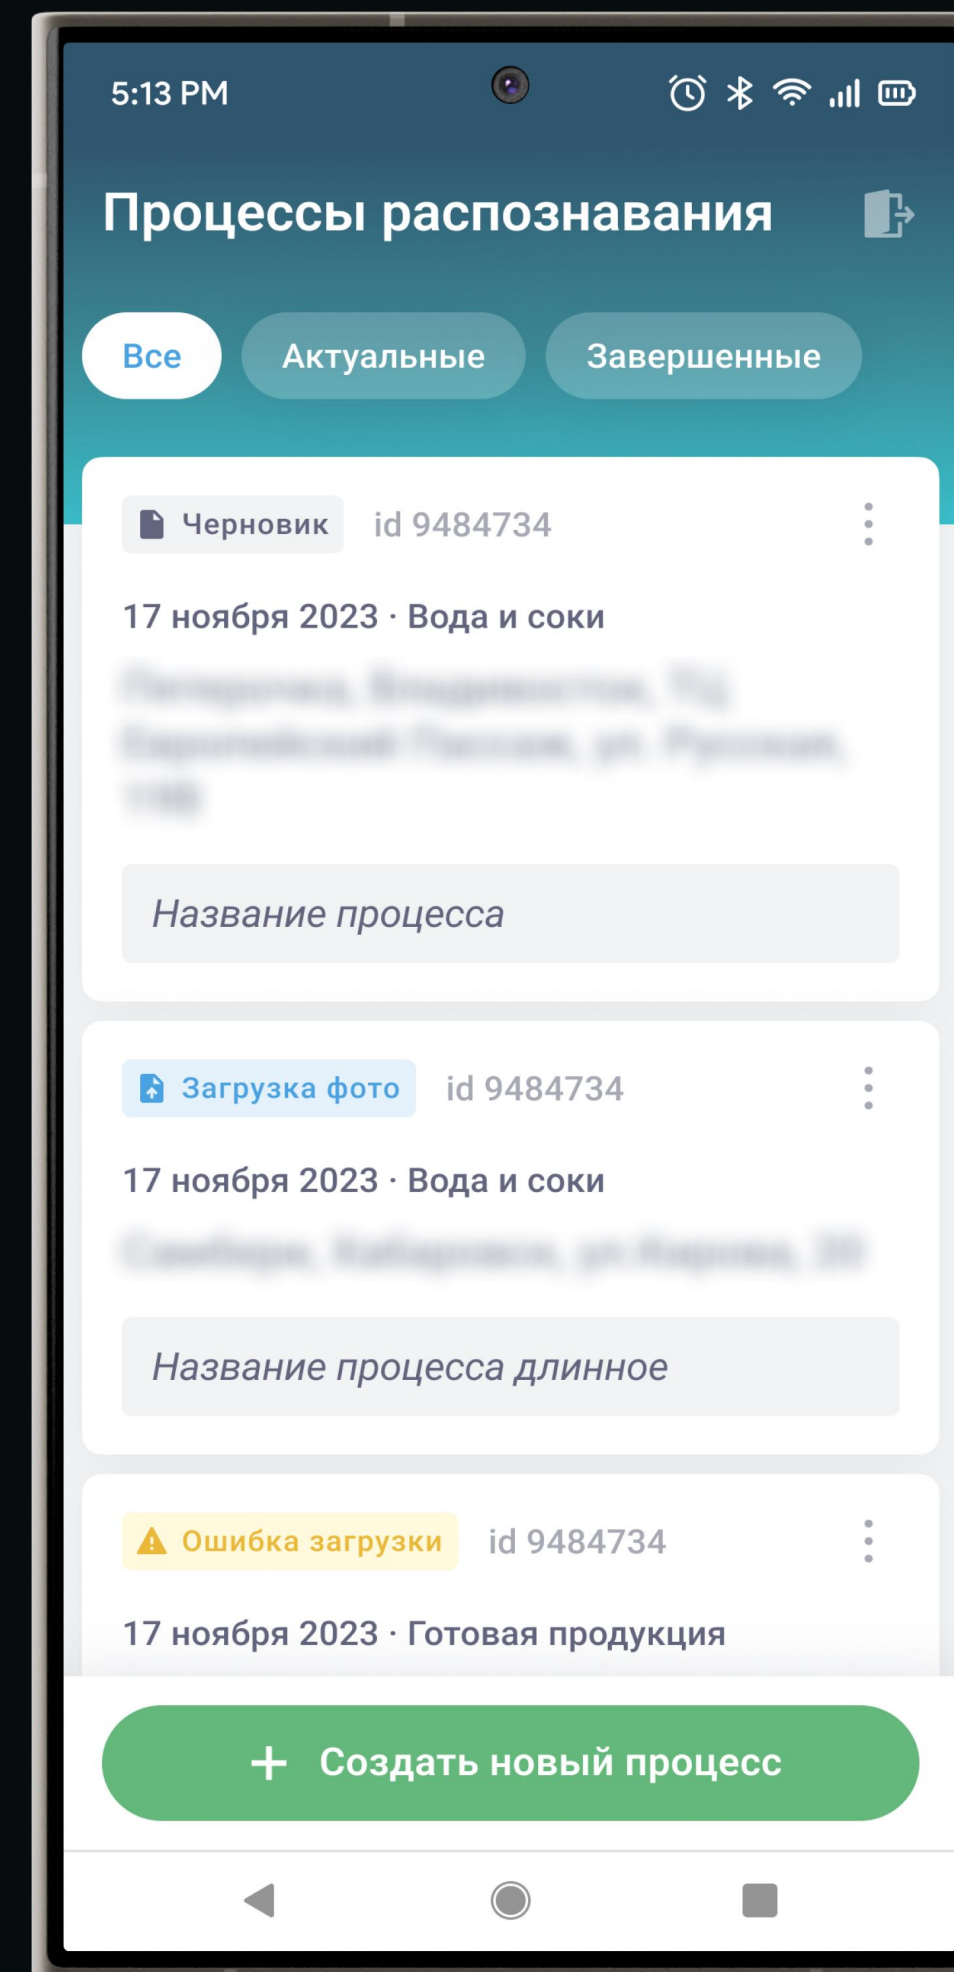 5:13 PM
Процессы распознавания
Все Актуальные Завершенные
Черновик id 9484734
17 ноября 2023 · Вода и соки
Название процесса
Загрузка фото id 9484734
17 ноября 2023 · Вода и соки
Название процесса длинное
Ошибка загрузки id 9484734
17 ноября 2023 · Готовая продукция
+ Создать новый процесс